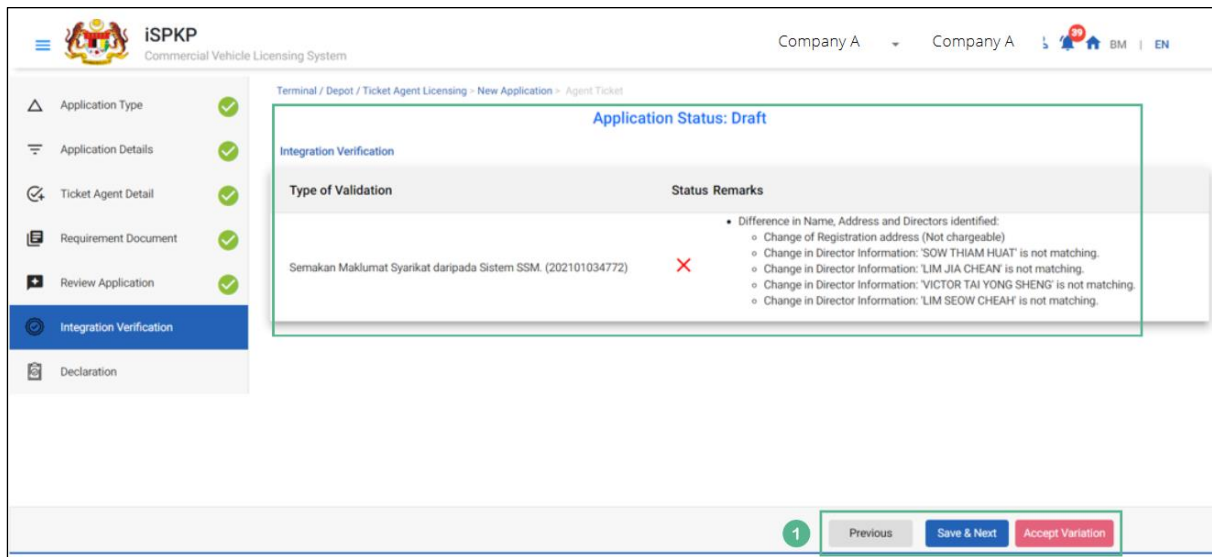 iSPKP
Commercial Vehicle Licensing System
Company A
Company A
39
BM | EN
Application Type
Application Details
Ticket Agent Detail
Requirement Document
Review Application
Integration Verification
Declaration
Terminal / Depot / Ticket Agent Licensing > New Application > Agent Ticket
Application Status: Draft
Integration Verification
Type of Validation Status Remarks
Semakan Maklumat Syarikat daripada Sistem SSM. (202101034772)
• Difference in Name, Address and Directors identified:
Change of Registration address (Not chargeable)
Change in Director Information: 'SOW THIAM HUAT' is not matching.
Change in Director Information: 'LIM JIA CHEAN' is not matching.
Change in Director Information: 'VICTOR TAI YONG SHENG' is not matching.
Change in Director Information: 'LIM SEOW CHEAH' is not matching.
1 Previous Save & Next Accept Variation